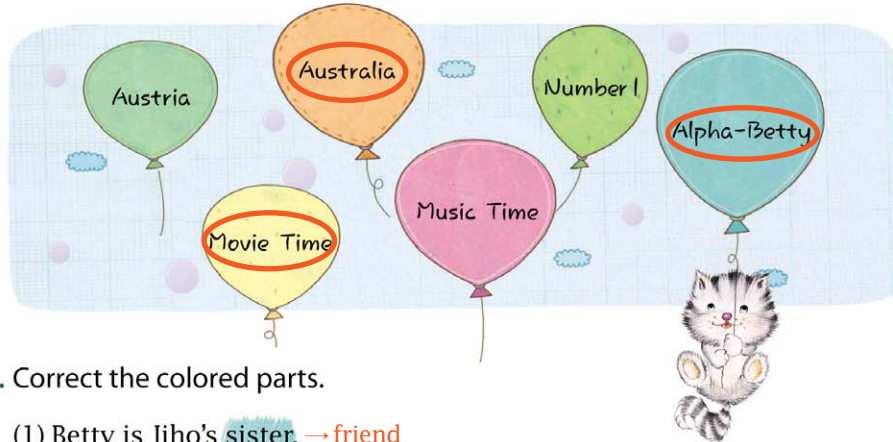 Austria
Australia
Number 1
Alpha-Betty
Movie Time
Music Time
. Correct the colored parts.
(1) Betty is Jiho's sister. → friend